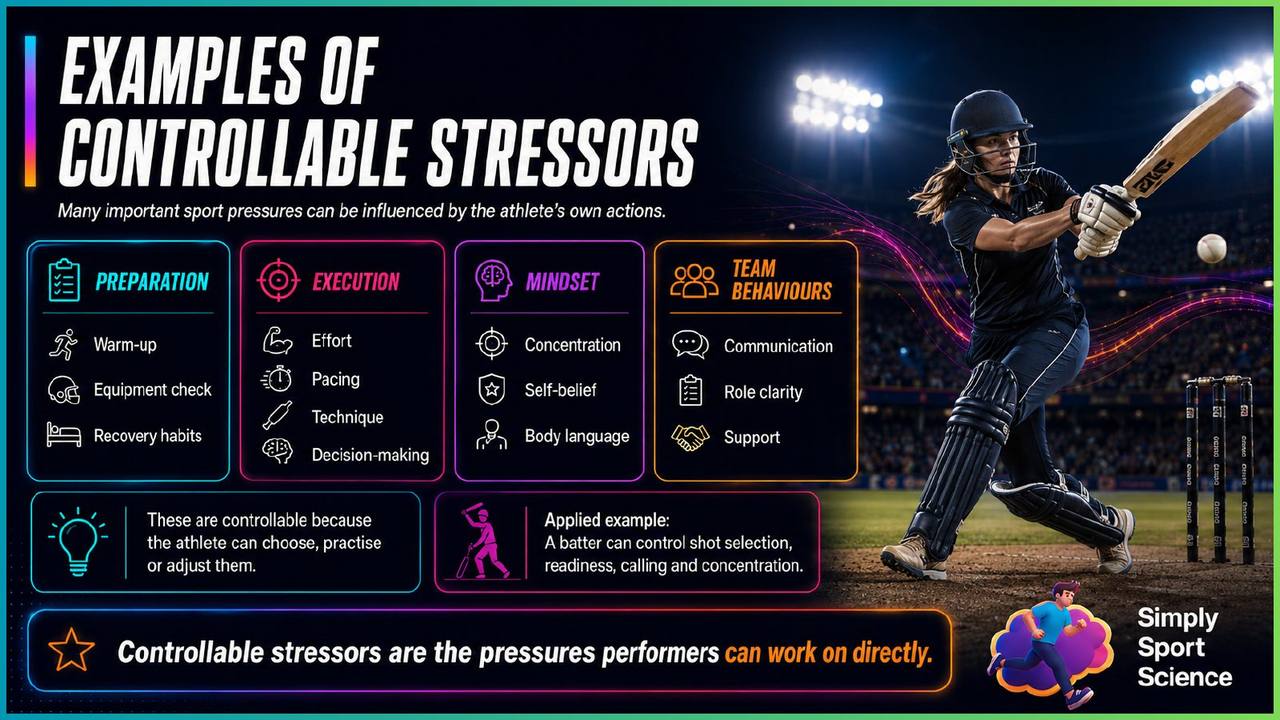 EXAMPLES OF
CONTROLLABLE STRESSORS
Many important sport pressures can be influenced by the athlete's own actions.
PREPARATION
Warm-up
Equipment check
Recovery habits
EXECUTION
Effort
Pacing
Technique
Decision-making
MINDSET
Concentration
Self-belief
Body language
TEAM
BEHAVIOURS
Communication
Role clarity
Support
These are controllable because
the athlete can choose, practise
or adjust them.
Applied example:
A batter can control shot selection,
readiness, calling and concentration.
Controllable stressors are the pressures performers can work on directly.
Simply
Sport
Science